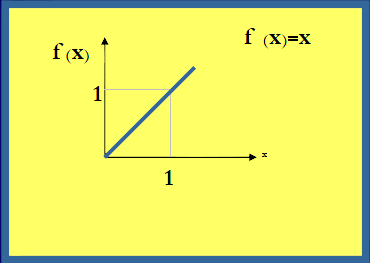 f (x)=x
f (x)
1
x
1